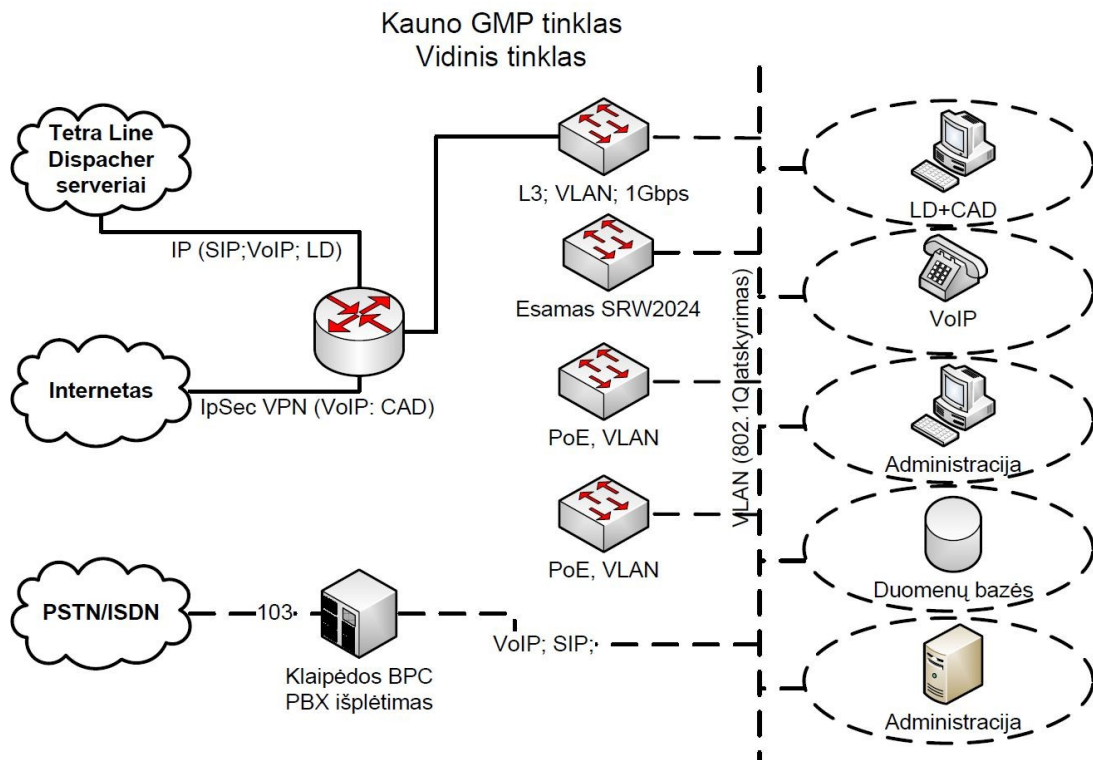 Kauno GMP tinklas
Vidinis tinklas
Tetra Line
Dispacher
serveriai
IP (SIP;VoIP; LD)
Internetas
IpSec VPN (VoIP: CAD)
PSTN/ISDN
103
Klaipėdos BPC
PBX išplėtimas
VoIP; SIP;
L3; VLAN; 1Gbps
Esamas SRW2024
PoE, VLAN
PoE, VLAN
VLAN (802.1Q atskyrimas)
LD+CAD
VoIP
Administracija
Duomenų bazės
Administracija